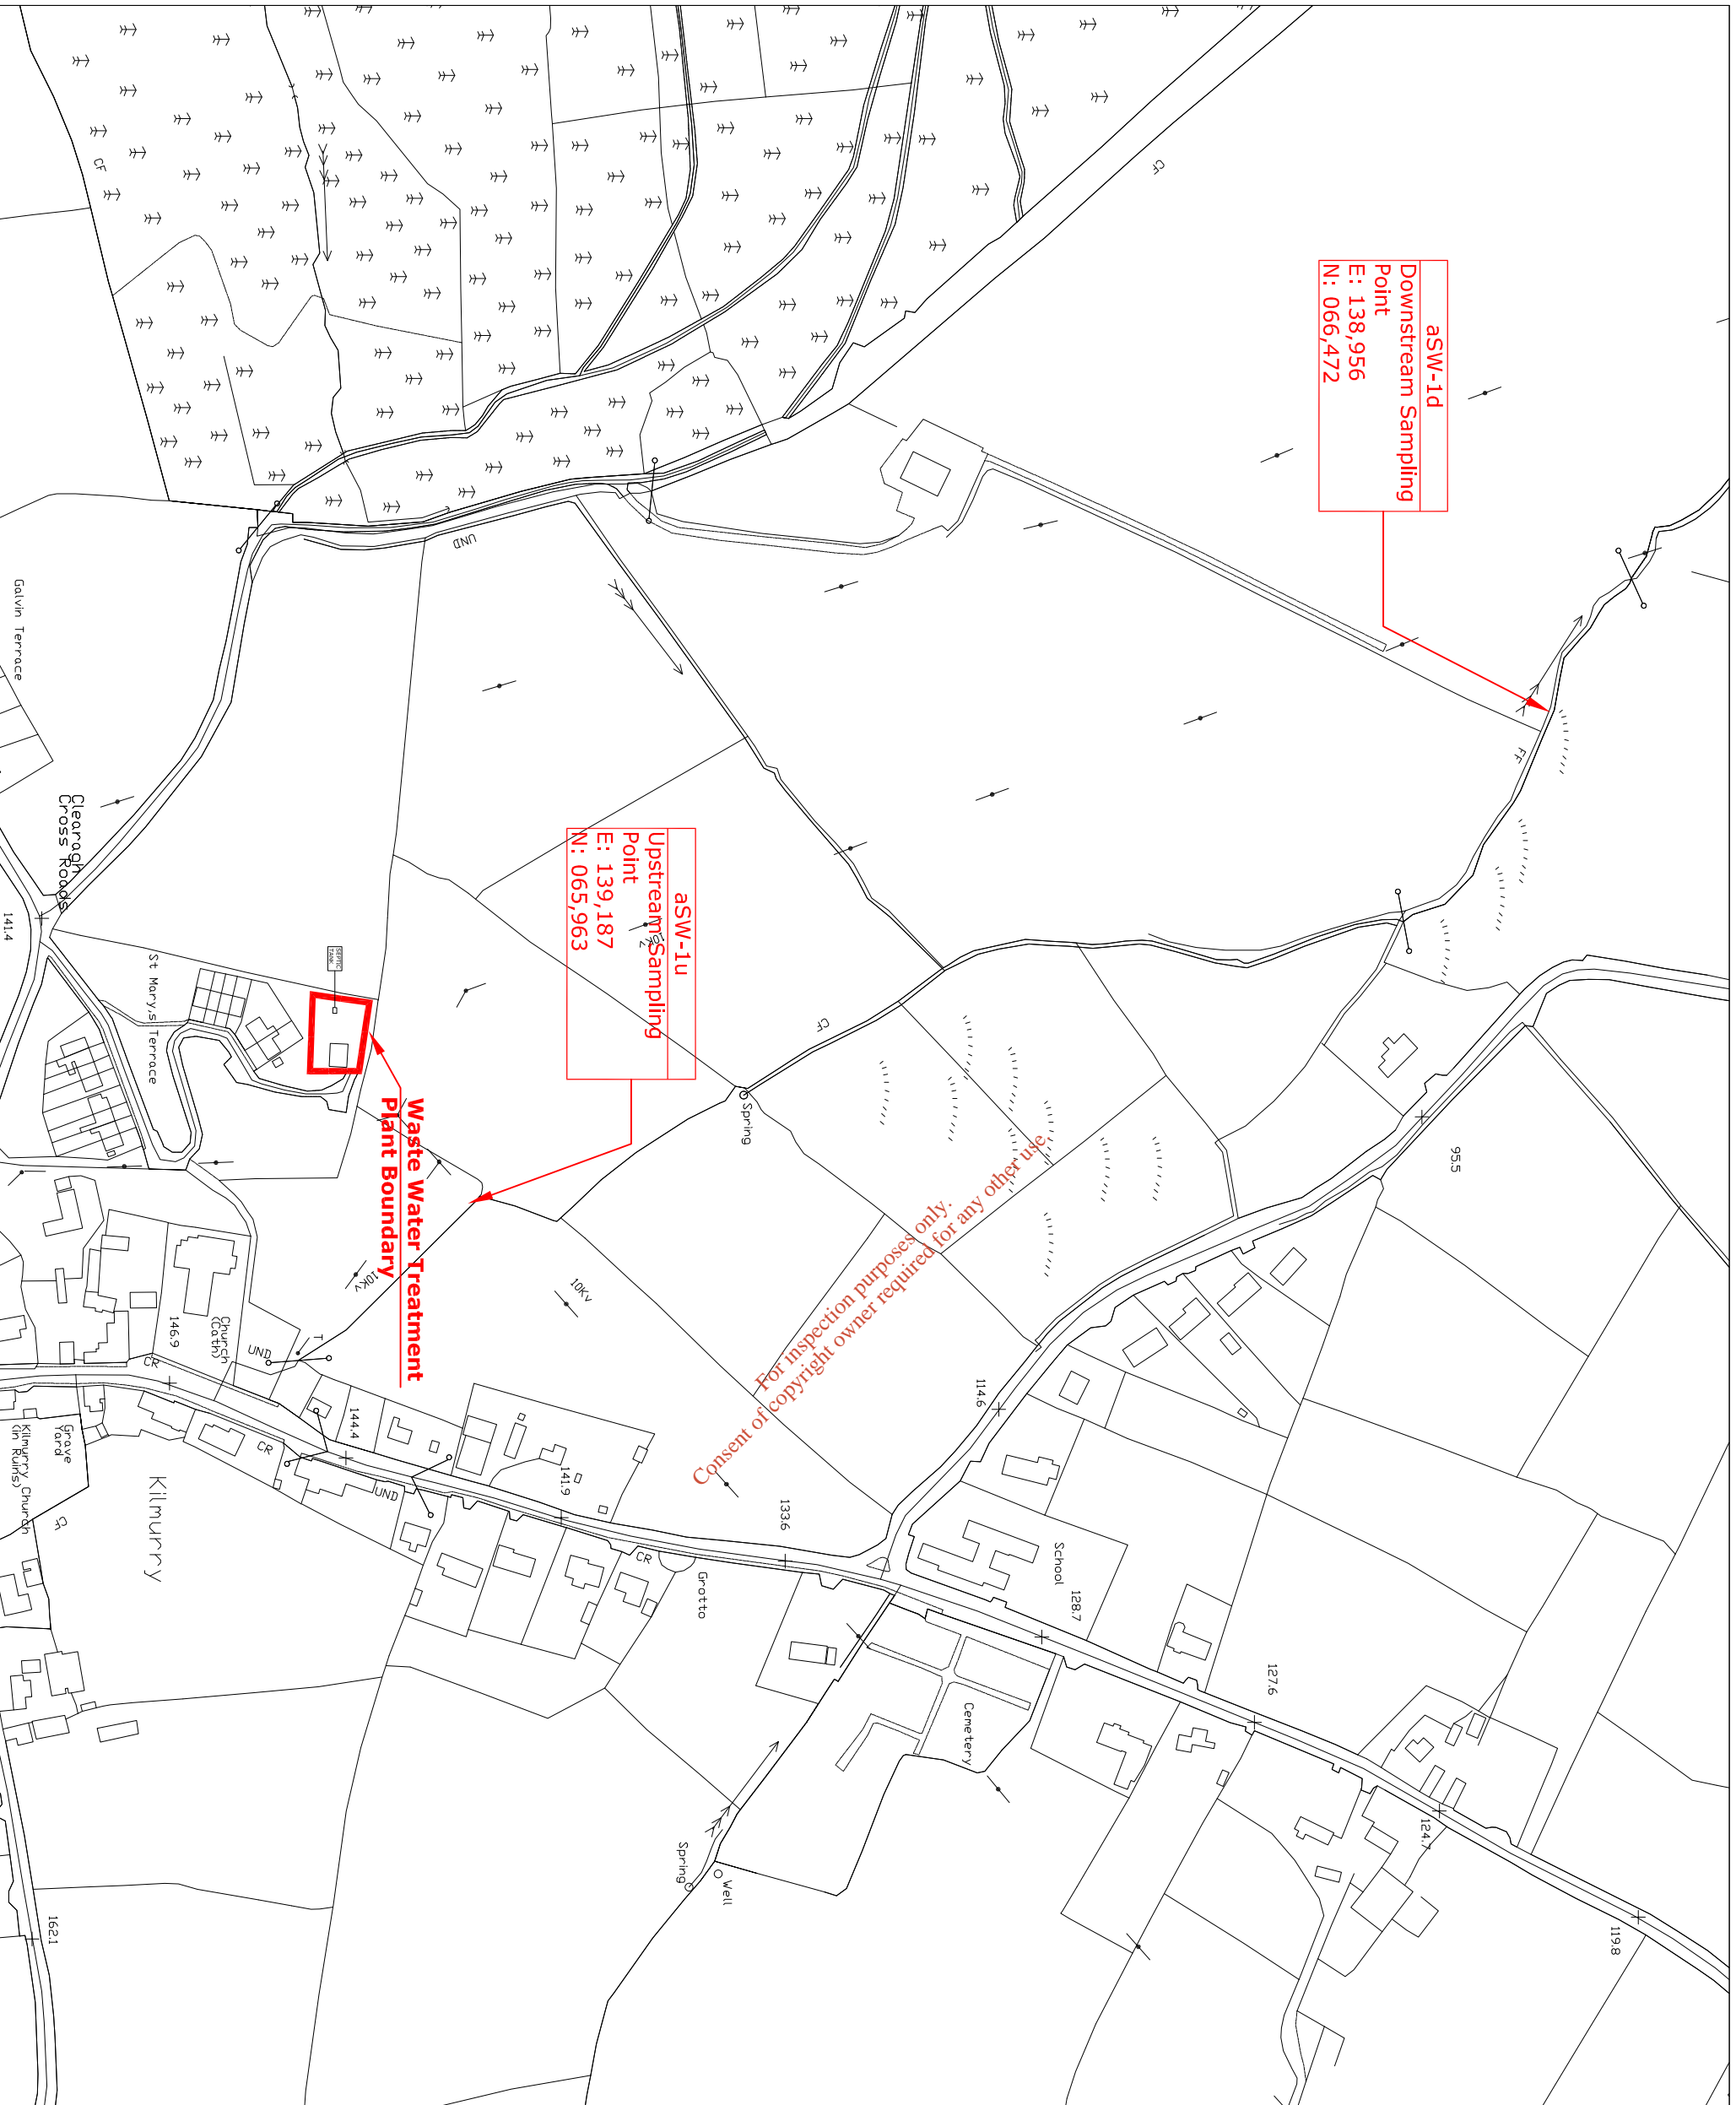 aSW-1d
Downstream Sampling
Point
E: 138,956
N: 066,472
aSW-1u
Upstream Sampling
Point
E: 139,187
N: 065,963
Waste Water Treatment
Plant Boundary
For inspection purposes only.
Consent of copyright owner required for any other use.
CF
CF
FF
UND
Galvin Terrace
Clearagh
Cross Roads
141.4
SEPTIC
TANK
St Mary,s Terrace
10Kv
Spring
CF
95.5
10Kv
10Kv
Church
(Cath)
UND
T
146.9
CR
144.4
CR
UND
141.9
CR
133.6
114.6
Grave
Yard
Kilmurry Church
(in Ruins)
CF
Kilmurry
Grotto
School
128.7
127.6
Cemetery
124.7
119.8
Spring
Well
162.1